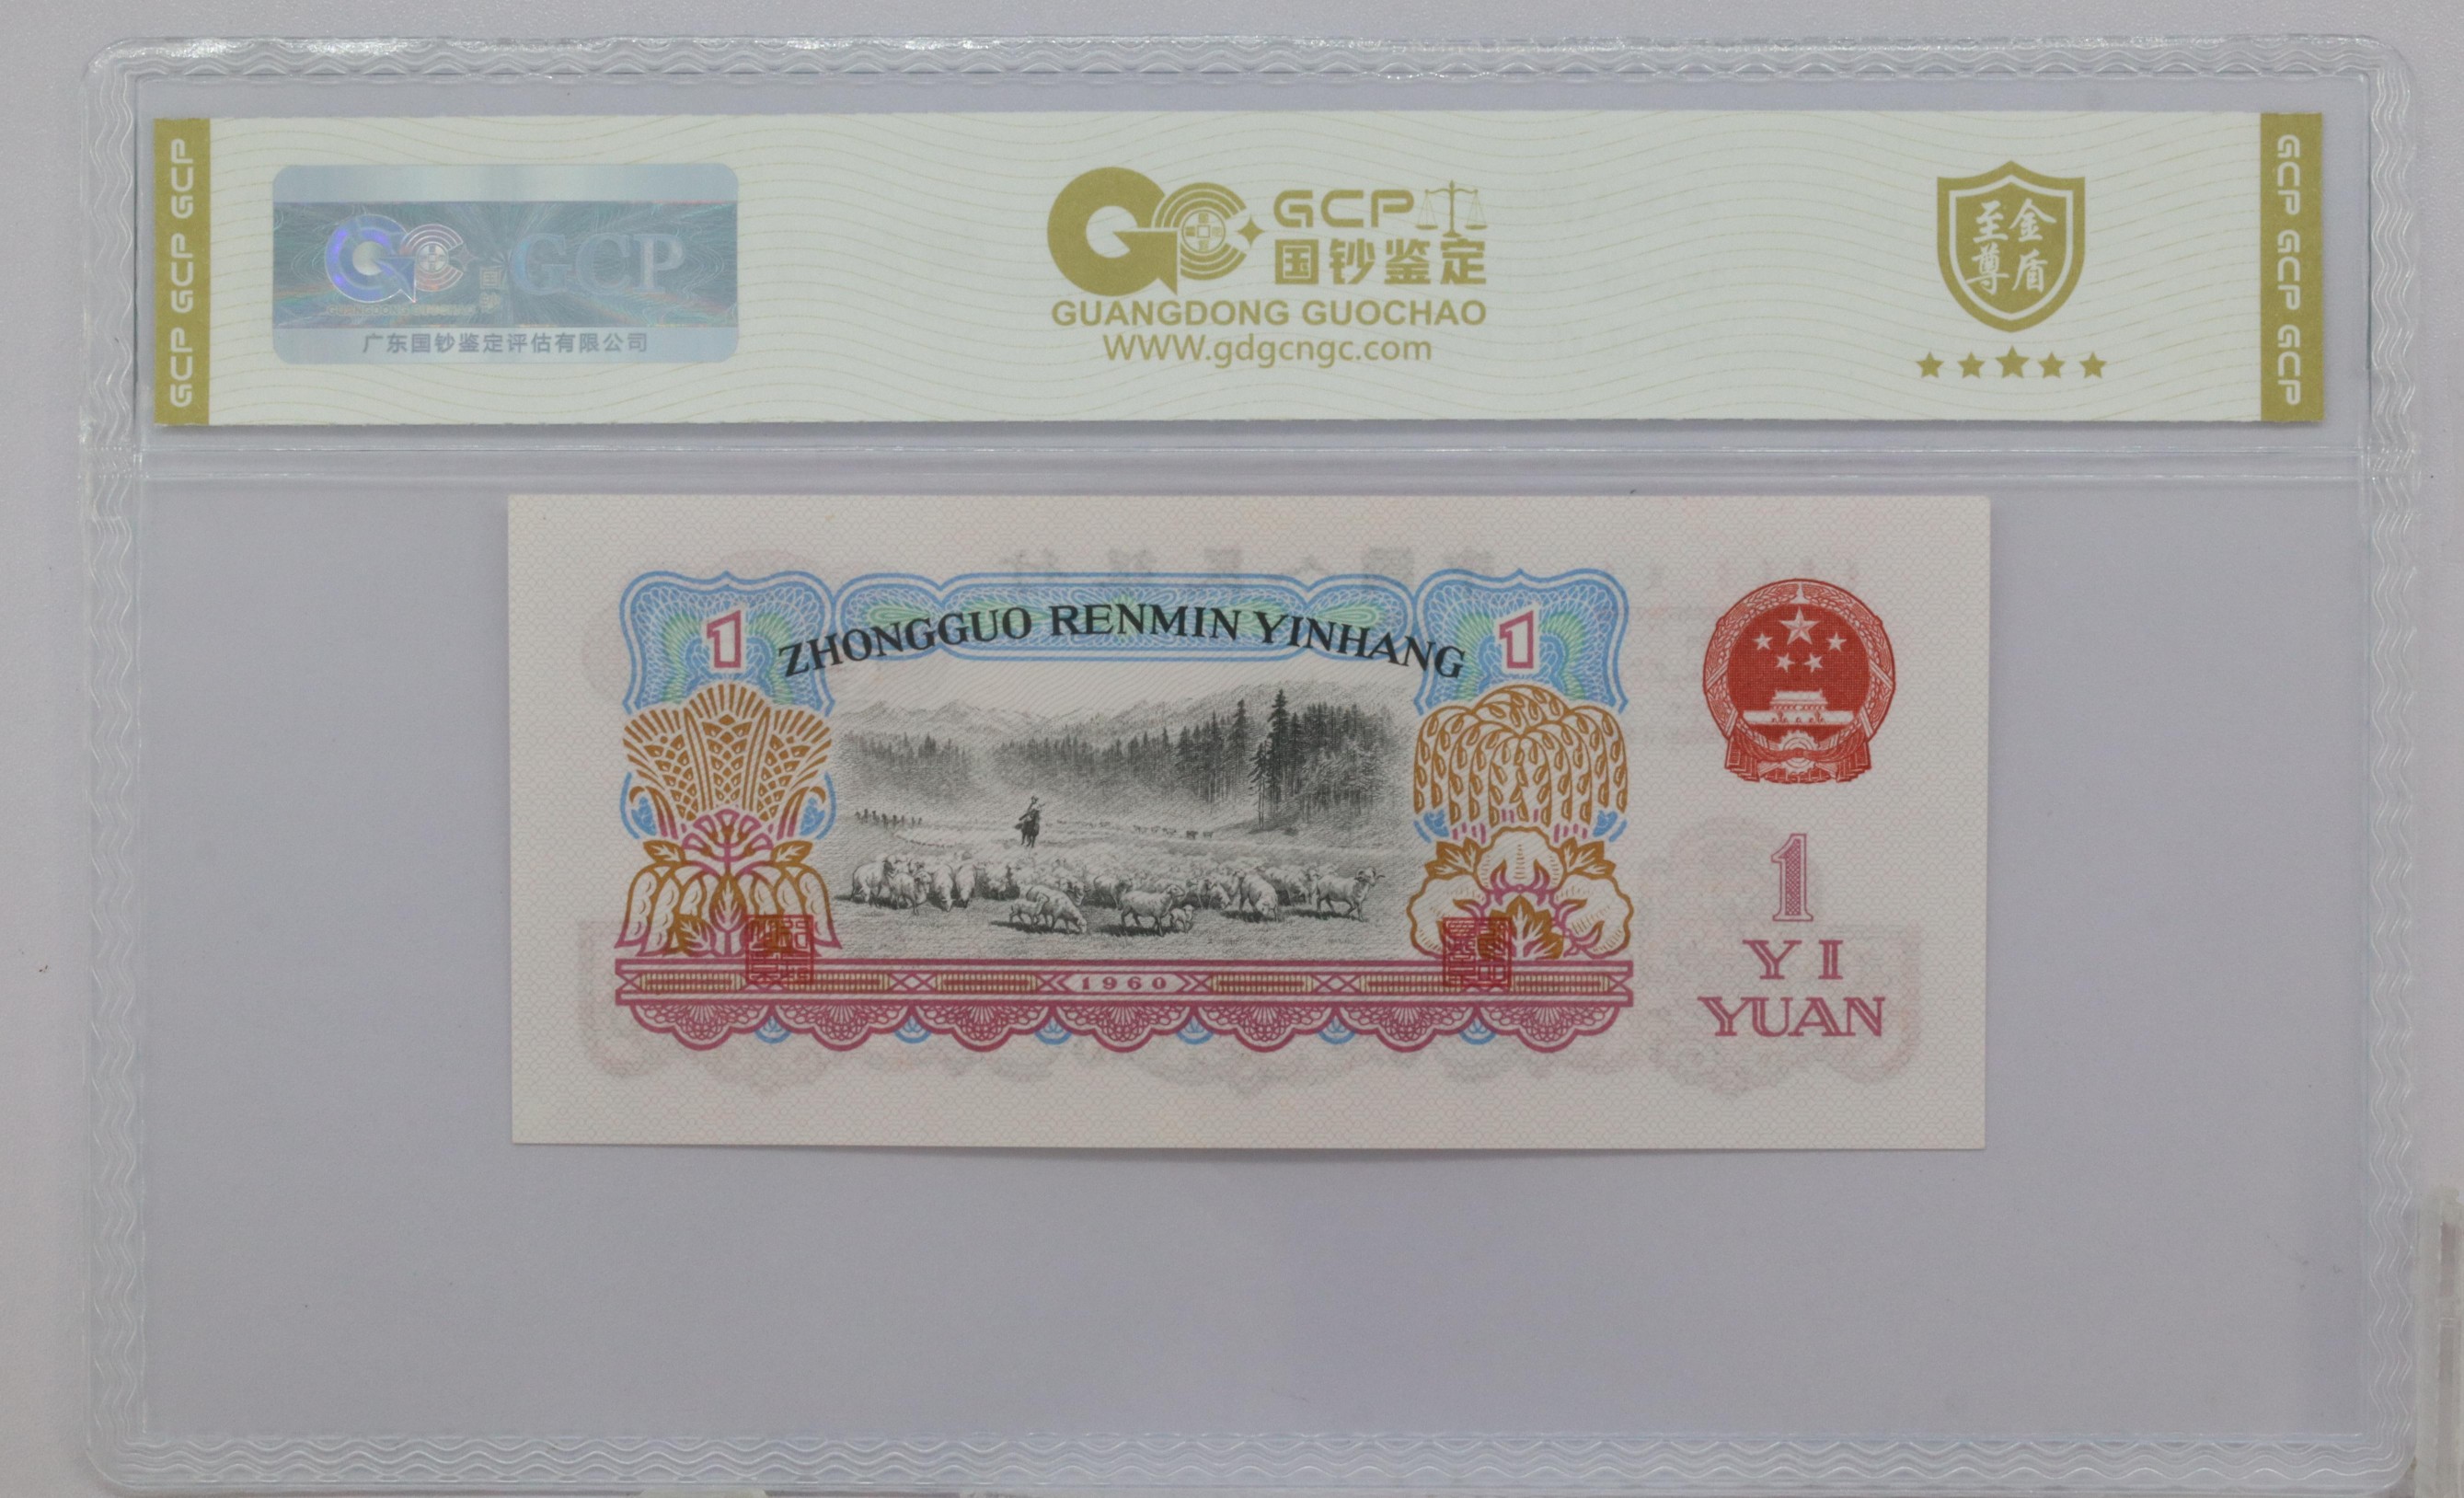 GCP GCP GCP
GCP
GUANGDONG GUOCHAO
广东国钞鉴定评估有限公司
GCP
国钞鉴定
GUANGDONG GUOCHAO
WWW.gdgcngc.com
至金
尊盾
GCP GCP GCP
1
ZHONGGUO RENMIN YINHANG
1
1960
1
YI
YUAN